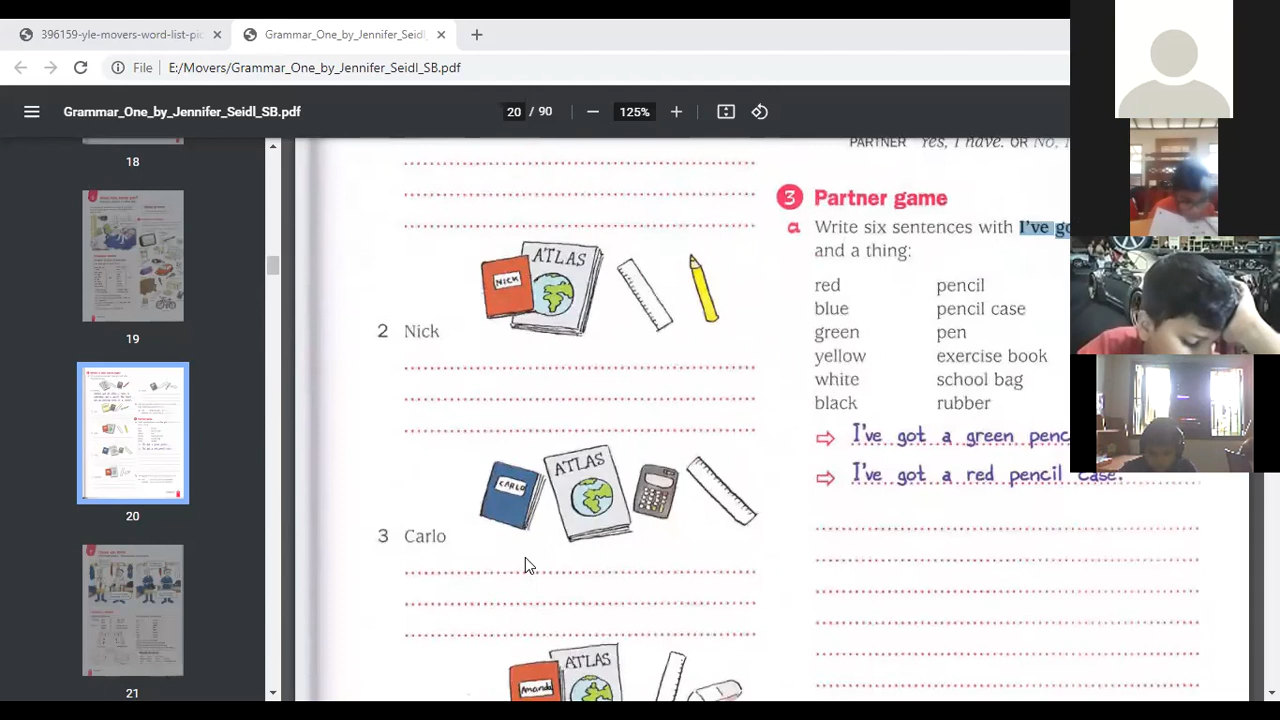 396159-yle-movers-word-list-pic
Grammar_One_by_Jennifer_Seidl_
File E:/Movers/Grammar_One_by_Jennifer_Seidl_SB.pdf
Grammar_One_by_Jennifer_Seidl_SB.pdf
20 / 90
125%
18
19
20
21
ATLAS
NICK
2 Nick
ATLAS
CARLO
3 Carlo
ATLAS
Amanda
PARTNER Yes, I have. OR No, I
3 Partner game
a Write six sentences with I've go
and a thing:
red pencil
blue pencil case
green pen
yellow exercise book
white school bag
black rubber
I've got a green penc
I've got a red pencil case.